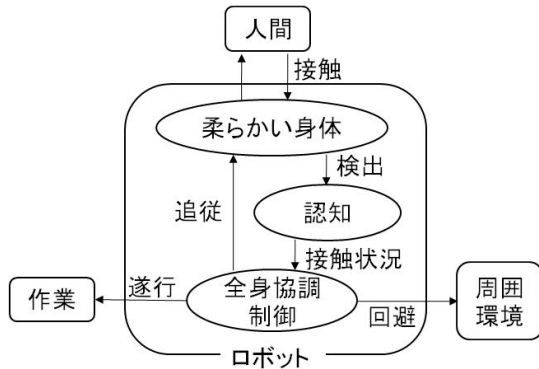 人間
接触
柔らかい身体
検出
追従
認知
接触状況
作業
遂行
全身協調
制御
回避
周囲
環境
ロボット